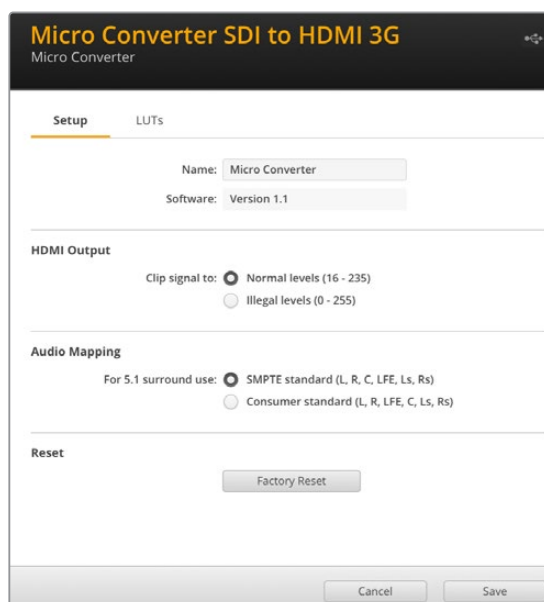 Micro Converter SDI to HDMI 3G
Micro Converter
Setup LUTs
Name: Micro Converter
Software: Version 1.1
HDMI Output
Clip signal to: Normal levels (16 - 235)
Illegal levels (0 - 255)
Audio Mapping
For 5.1 surround use: SMPTE standard (L, R, C, LFE, Ls, Rs)
Consumer standard (L, R, LFE, C, Ls, Rs)
Reset
Factory Reset
Cancel Save